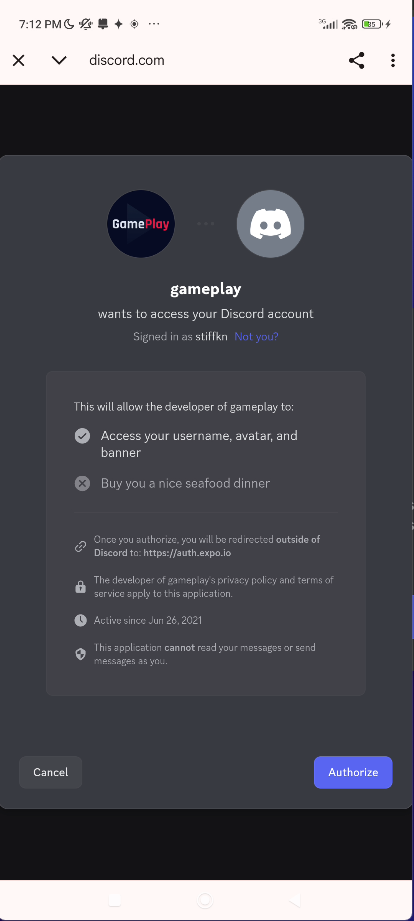 7:12 PM
3G
85
discord.com
GamePlay
gameplay
wants to access your Discord account
Signed in as stiffkn Not you?
This will allow the developer of gameplay to:
Access your username, avatar, and
banner
Buy you a nice seafood dinner
Once you authorize, you will be redirected outside of
Discord to: https://auth.expo.io
The developer of gameplay's privacy policy and terms of
service apply to this application.
Active since Jun 26, 2021
This application cannot read your messages or send
messages as you.
Cancel
Authorize